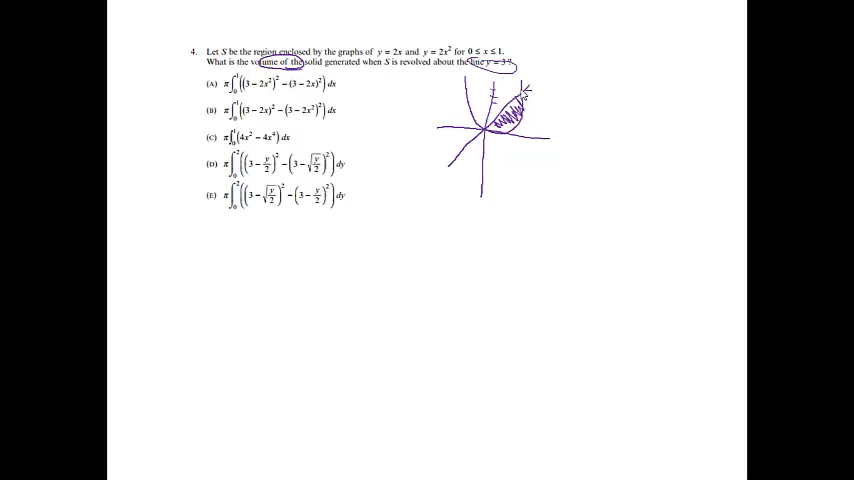 4. Let S be the region enclosed by the graphs of y = 2x and y = 2x² for 0 ≤ x ≤ 1.
What is the volume of the solid generated when S is revolved about the line y = 3 ?
(A) π∫₀¹((3 − 2x²)² − (3 − 2x)²) dx
(B) π∫₀¹((3 − 2x)² − (3 − 2x²)²) dx
(C) π∫₀¹(4x² − 4x⁴) dx
(D) π∫₀²((3 − y/2)² − (3 − √(y/2))²) dy
(E) π∫₀²((3 − √(y/2))² − (3 − y/2)²) dy